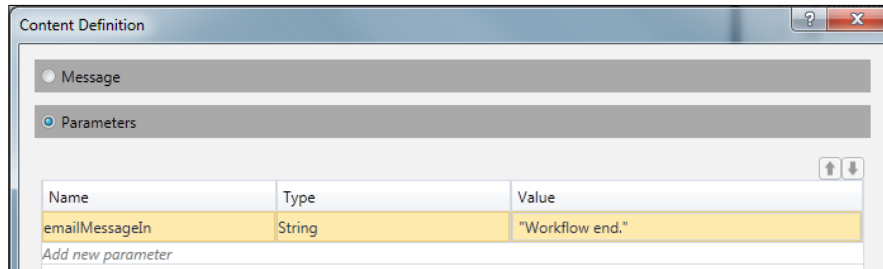 Content Definition
Message
Parameters
Name Type Value
emailMessageIn String "Workflow end."
Add new parameter